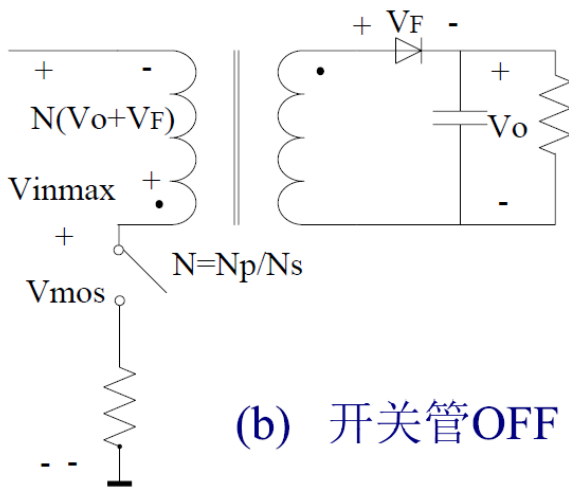 + VF -
+ - +
N(Vo+VF) Vo
+
Vinmax -
+ N=Np/Ns
Vmos
- - (b) 开关管OFF